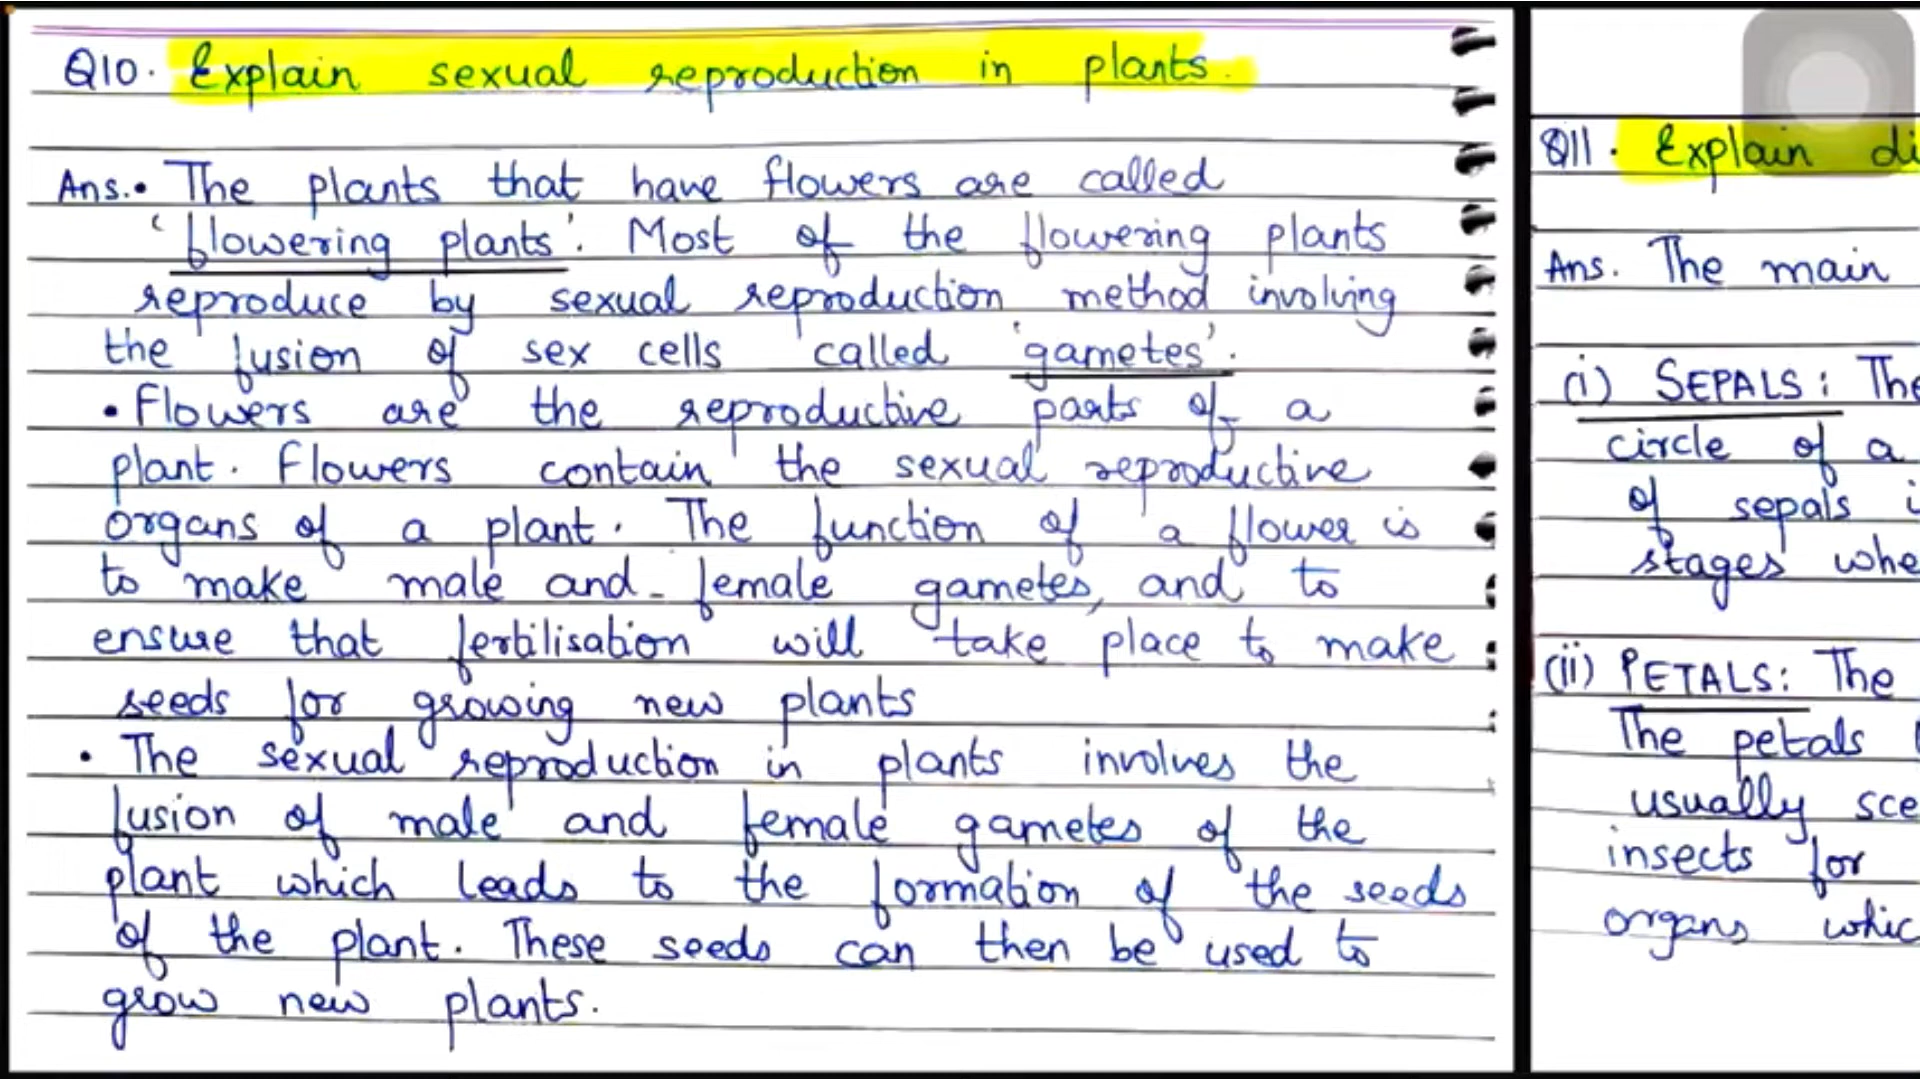 Q10. Explain sexual reproduction in plants.
Ans. • The plants that have flowers are called
'flowering plants'. Most of the flowering plants
reproduce by sexual reproduction method involving
the fusion of sex cells called 'gametes'.
• Flowers are the reproductive parts of a
plant. Flowers contain the sexual reproductive
organs of a plant. The function of a flower is
to make male and female gametes, and to
ensure that fertilisation will take place to make
seeds for growing new plants
• The sexual reproduction in plants involves the
fusion of male and female gametes of the
plant which leads to the formation of the seeds
of the plant. These seeds can then be used to
grow new plants.
Q11. Explain
Ans. The main
(i) SEPALS: The
circle of a
of sepals
stages
(ii) PETALS: The
The petals
usually
insects for
organs